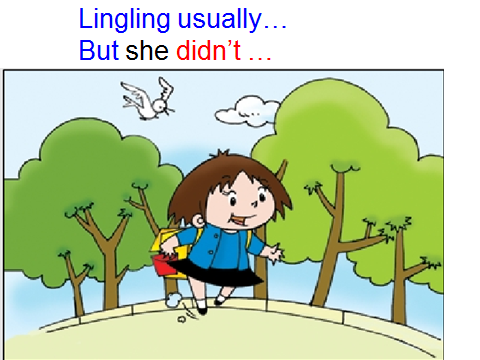 Lingling usually…
But she didn’t …